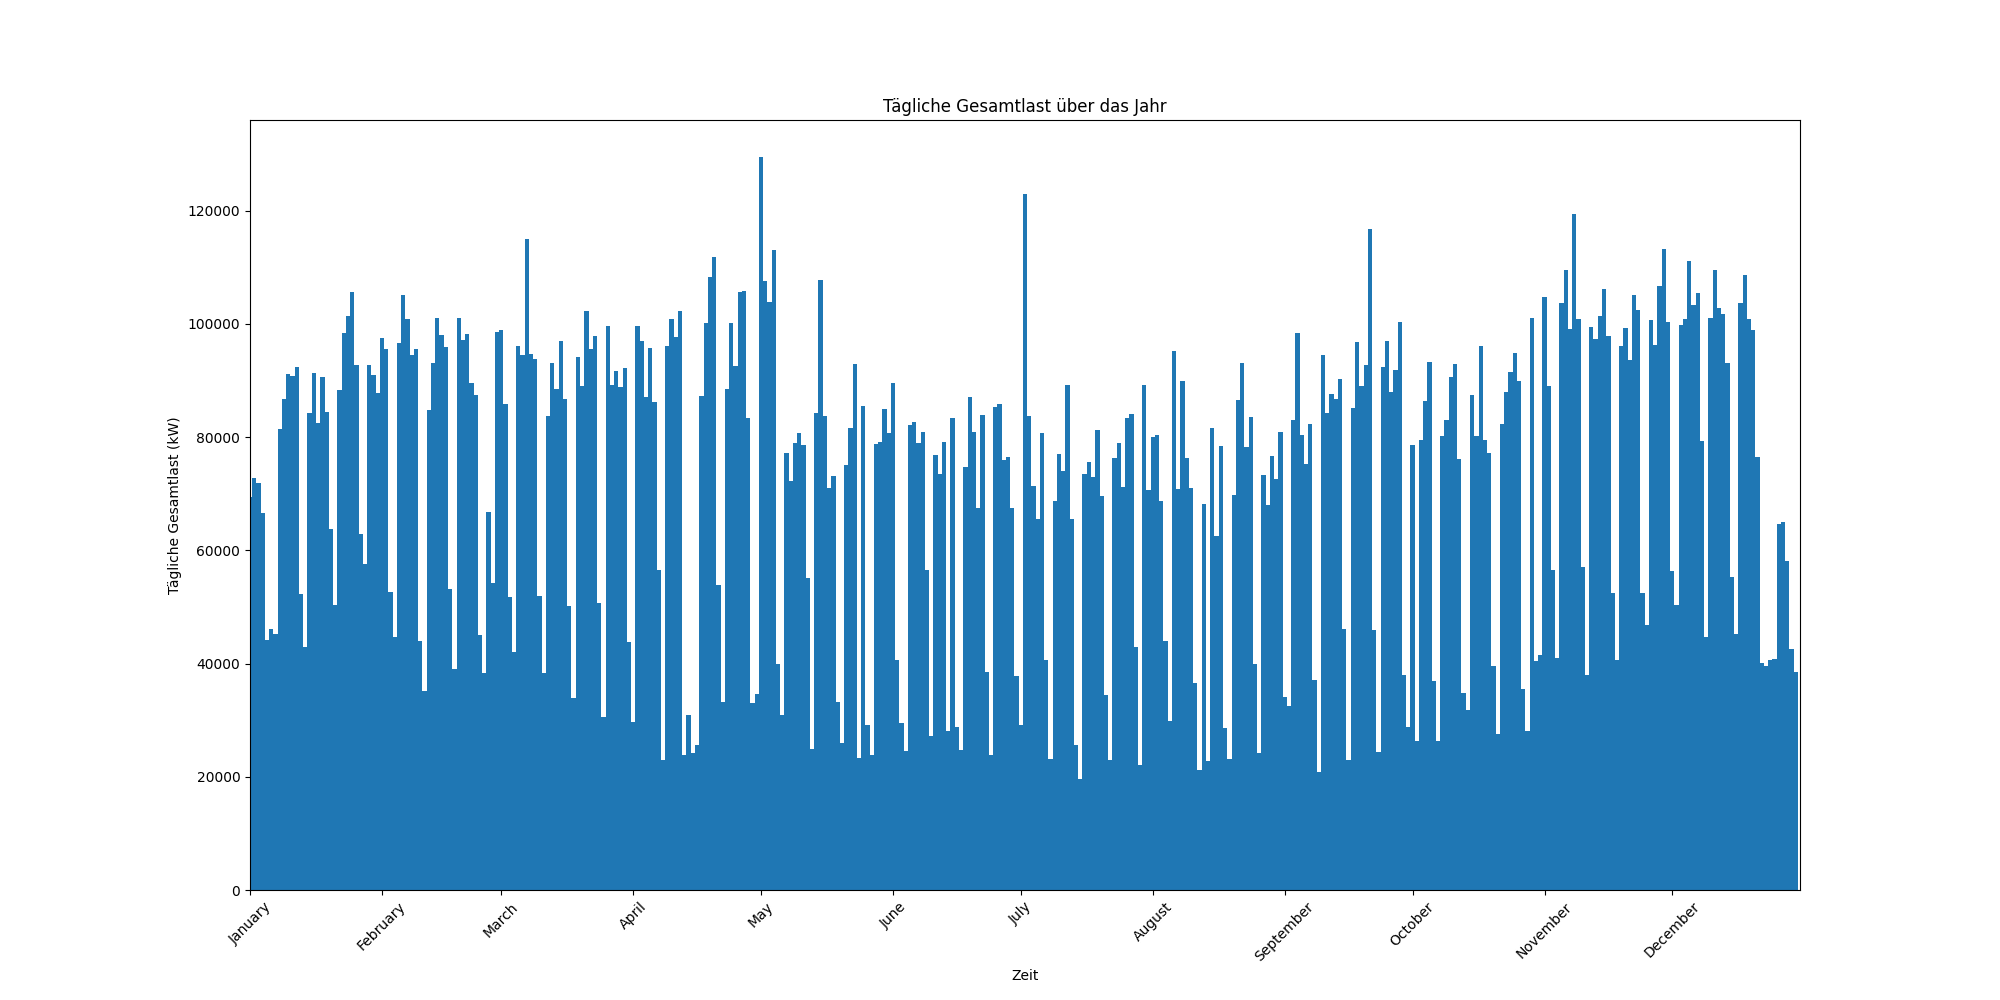 Tägliche Gesamtlast über das Jahr
Tägliche Gesamtlast (kW)
120000
100000
80000
60000
40000
20000
0
January
February
March
April
May
June
July
August
September
October
November
December
Zeit